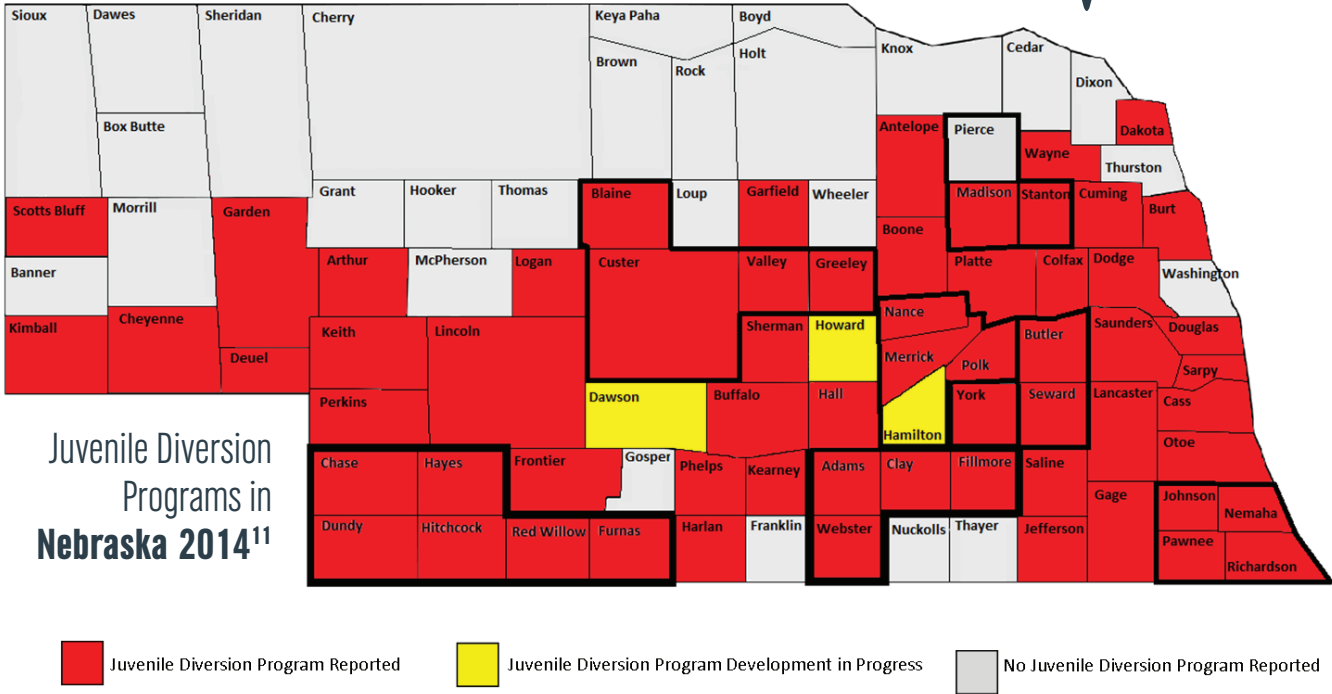 Sioux
Dawes
Sheridan
Cherry
Keya Paha
Boyd
Knox
Cedar
Holt
Brown
Rock
Dixon
Box Butte
Antelope
Pierce
Dakota
Wayne
Thurston
Grant
Hooker
Thomas
Blaine
Loup
Garfield
Wheeler
Madison
Stanton
Cuming
Scotts Bluff
Morrill
Garden
Burt
Boone
Arthur
McPherson
Logan
Custer
Valley
Greeley
Platte
Colfax
Dodge
Banner
Washington
Kimball
Cheyenne
Keith
Lincoln
Sherman
Howard
Nance
Butler
Saunders
Douglas
Deuel
Merrick
Polk
Sarpy
Perkins
Dawson
Buffalo
Hall
York
Seward
Lancaster
Cass
Hamilton
Otoe
Juvenile Diversion
Programs in
Nebraska 2014¹¹
Chase
Hayes
Frontier
Gosper
Phelps
Kearney
Adams
Clay
Fillmore
Saline
Gage
Johnson
Nemaha
Dundy
Hitchcock
Red Willow
Furnas
Harlan
Franklin
Webster
Nuckolls
Thayer
Jefferson
Pawnee
Richardson
Juvenile Diversion Program Reported
Juvenile Diversion Program Development in Progress
No Juvenile Diversion Program Reported